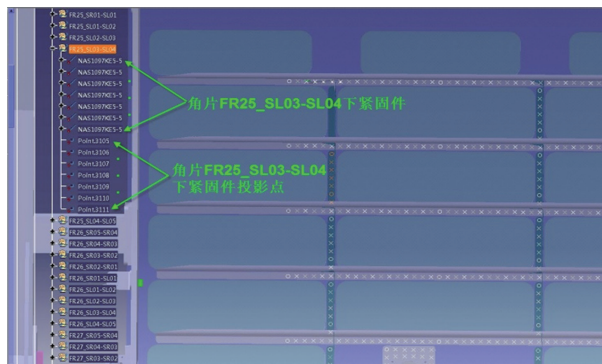 FR25_SR01-SL01
FR25_SL01-SL02
FR25_SL02-SL03
FR25_SL03-SL04
NAS1097KE5-5
NAS1097KE5-5
NAS1097KE5-5
NAS1097KE5-5
NAS1097KE5-5
NAS1097KE5-5
NAS1097KE5-5
Point.3105
Point.3106
Point.3107
Point.3108
Point.3109
Point.3110
Point.3111
FR25_SL04-SL05
FR26_SR05-SR04
FR26_SR04-SR03
FR26_SR03-SR02
FR26_SR02-SR01
FR26_SR01-SL01
FR26_SL01-SL02
FR26_SL02-SL03
FR26_SL03-SL04
FR26_SL04-SL05
FR27_SR05-SR04
FR27_SR04-SR03
FR27_SR03-SR02
角片FR25_SL03-SL04下紧固件
角片FR25_SL03-SL04
下紧固件投影点